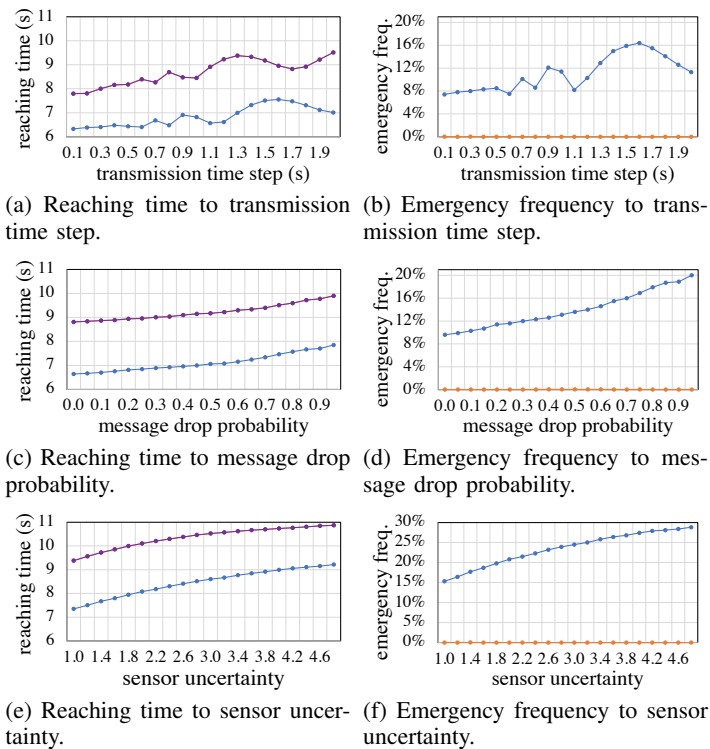 reaching time (s)
11
10
9
8
7
6
0.1 0.3 0.5 0.7 0.9 1.1 1.3 1.5 1.7 1.9
transmission time step (s)
emergency freq.
20%
16%
12%
8%
4%
0%
0.1 0.3 0.5 0.7 0.9 1.1 1.3 1.5 1.7 1.9
transmission time step (s)
(a) Reaching time to transmission
time step.
(b) Emergency frequency to trans-
mission time step.
reaching time (s)
11
10
9
8
7
6
0.0 0.1 0.2 0.3 0.4 0.5 0.6 0.7 0.8 0.9
message drop probability
emergency freq.
20%
16%
12%
8%
4%
0%
0.0 0.1 0.2 0.3 0.4 0.5 0.6 0.7 0.8 0.9
message drop probability
(c) Reaching time to message drop
probability.
(d) Emergency frequency to mes-
sage drop probability.
reaching time (s)
11
10
9
8
7
6
1.0 1.4 1.8 2.2 2.6 3.0 3.4 3.8 4.2 4.6
sensor uncertainty
emergency freq.
30%
25%
20%
15%
10%
5%
0%
1.0 1.4 1.8 2.2 2.6 3.0 3.4 3.8 4.2 4.6
sensor uncertainty
(e) Reaching time to sensor uncer-
tainty.
(f) Emergency frequency to sensor
uncertainty.